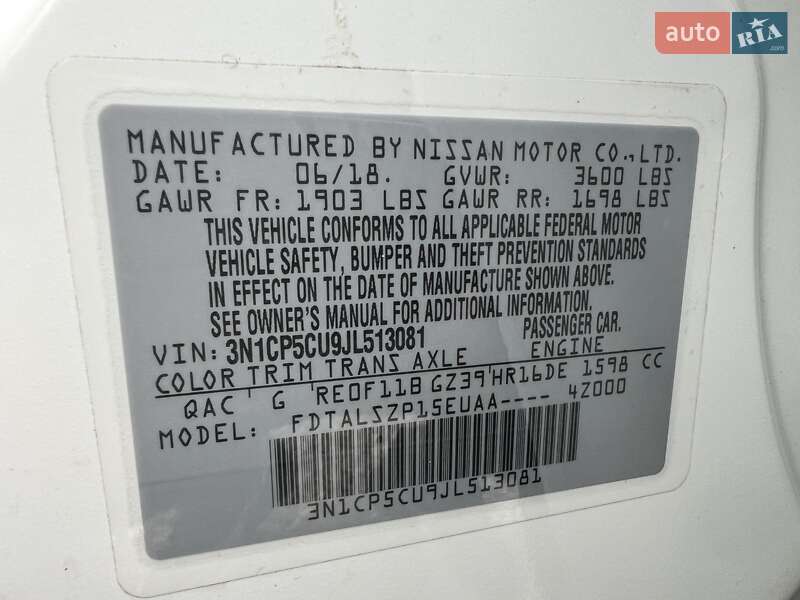 auto RIA.com
MANUFACTURED BY NISSAN MOTOR CO.,LTD.
DATE: 06/18. GVWR: 3600 LBS
GAWR FR: 1903 LBS GAWR RR: 1698 LBS
THIS VEHICLE CONFORMS TO ALL APPLICABLE FEDERAL MOTOR
VEHICLE SAFETY, BUMPER AND THEFT PREVENTION STANDARDS
IN EFFECT ON THE DATE OF MANUFACTURE SHOWN ABOVE.
SEE OWNER'S MANUAL FOR ADDITIONAL INFORMATION.
VIN: 3N1CP5CU9JL513081 PASSENGER CAR.
COLOR TRIM TRANS AXLE ENGINE
QAC G RE0F11B GZ39 HR16DE 1598 CC
MODEL: FDTALSZP15EUAA---- 4Z000
3N1CP5CU9JL513081